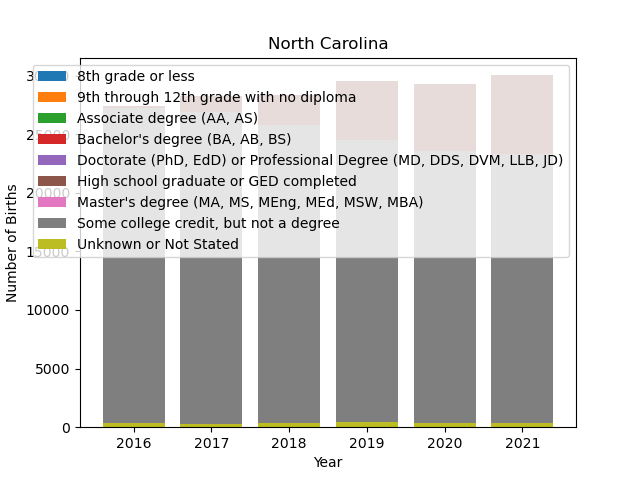 North Carolina
30000
25000
20000
15000
10000
5000
0
Number of Births
8th grade or less
9th through 12th grade with no diploma
Associate degree (AA, AS)
Bachelor's degree (BA, AB, BS)
Doctorate (PhD, EdD) or Professional Degree (MD, DDS, DVM, LLB, JD)
High school graduate or GED completed
Master's degree (MA, MS, MEng, MEd, MSW, MBA)
Some college credit, but not a degree
Unknown or Not Stated
2016 2017 2018 2019 2020 2021
Year